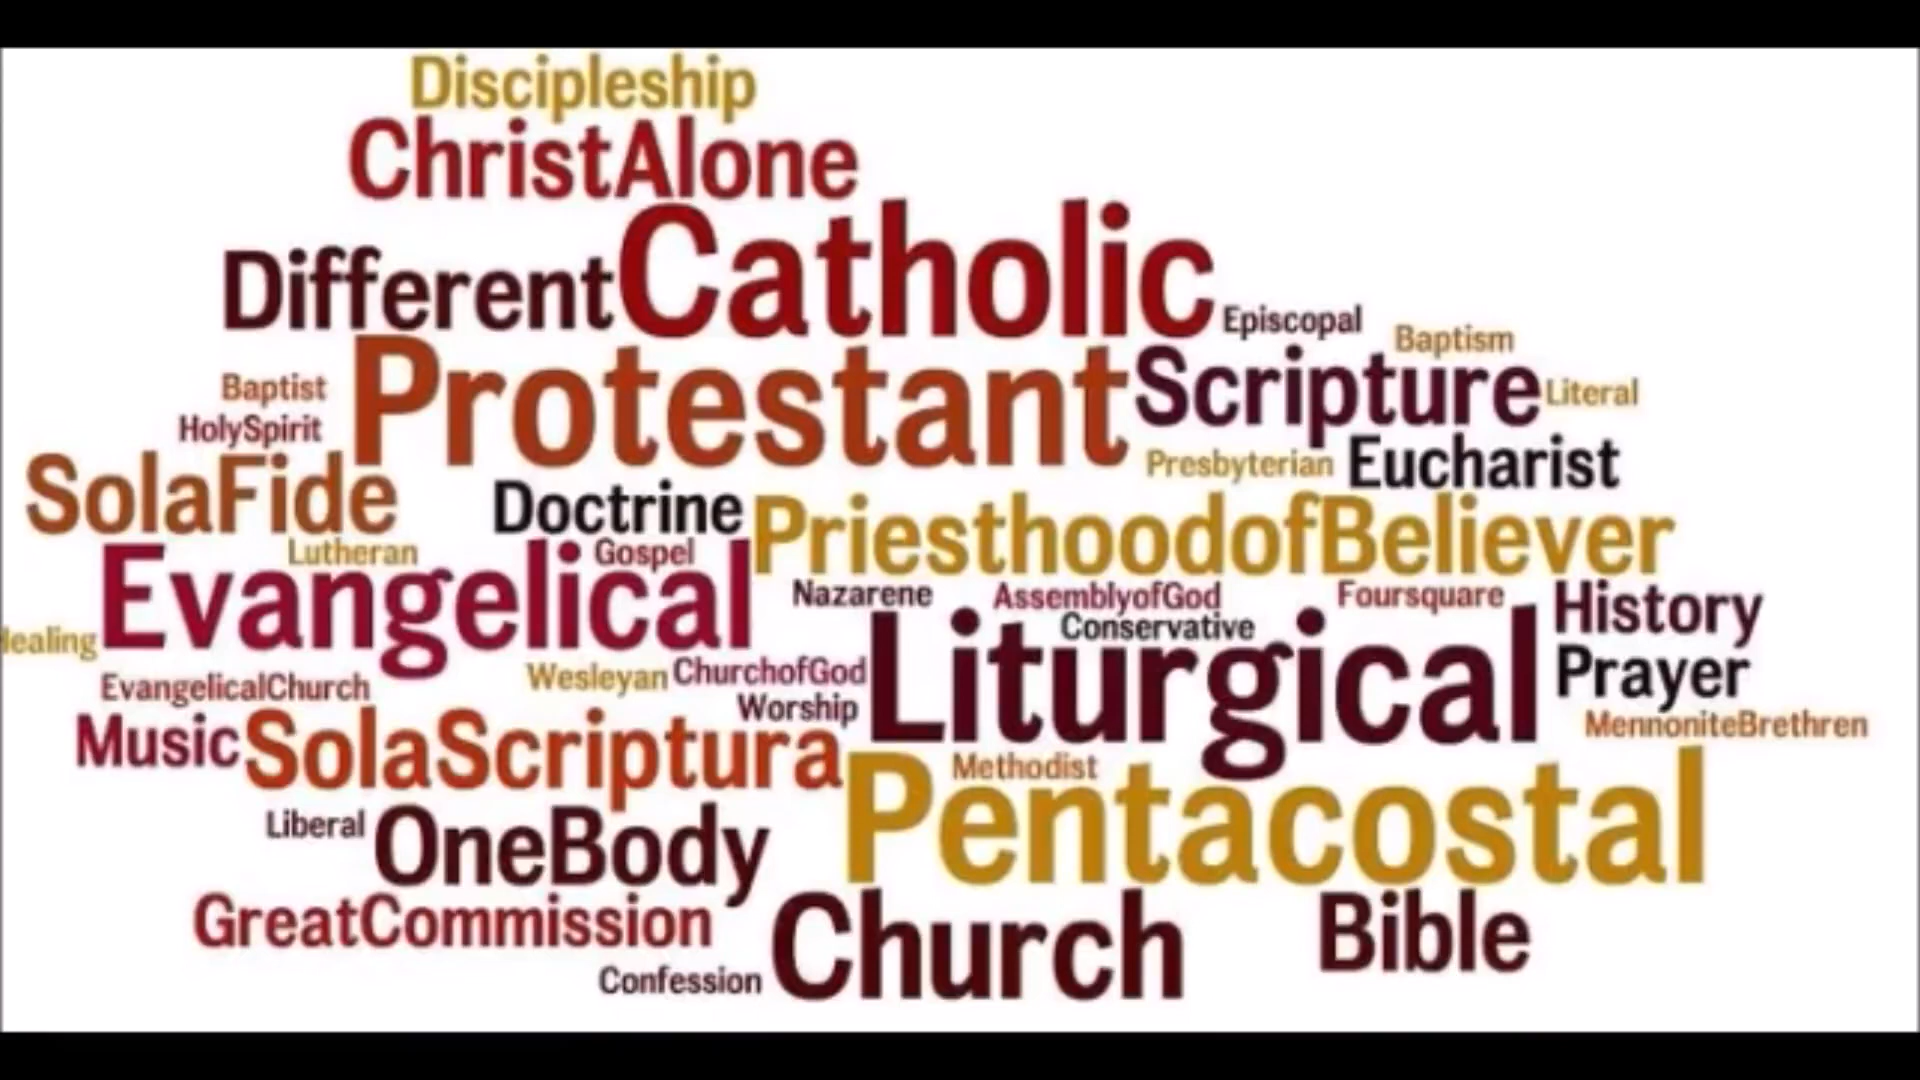 Discipleship
ChristAlone
Different Catholic Episcopal
Baptism
Baptist Protestant Scripture Literal
HolySpirit
Presbyterian Eucharist
SolaFide Doctrine PriesthoodofBeliever
Lutheran Gospel
Evangelical Nazarene AssemblyofGod Foursquare History
Conservative
ealing Liturgical Prayer
EvangelicalChurch Wesleyan ChurchofGod
Worship MennoniteBrethren
Music SolaScriptura Methodist
Liberal OneBody Pentacostal
GreatCommission Church Bible
Confession